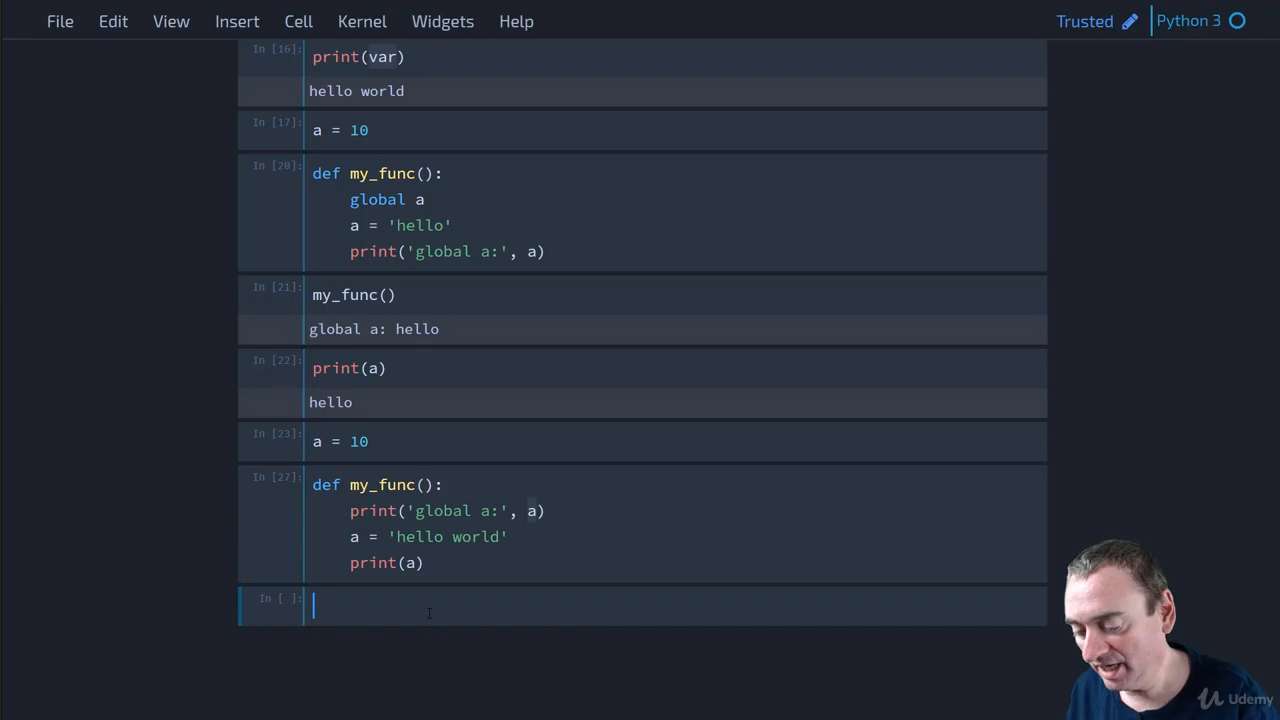 File Edit View Insert Cell Kernel Widgets Help Trusted Python 3
In [16]: print(var)
hello world
In [17]: a = 10
In [20]: def my_func():
global a
a = 'hello'
print('global a:', a)
In [21]: my_func()
global a: hello
In [22]: print(a)
hello
In [23]: a = 10
In [27]: def my_func():
print('global a:', a)
a = 'hello world'
print(a)
In [ ]:
Udemy